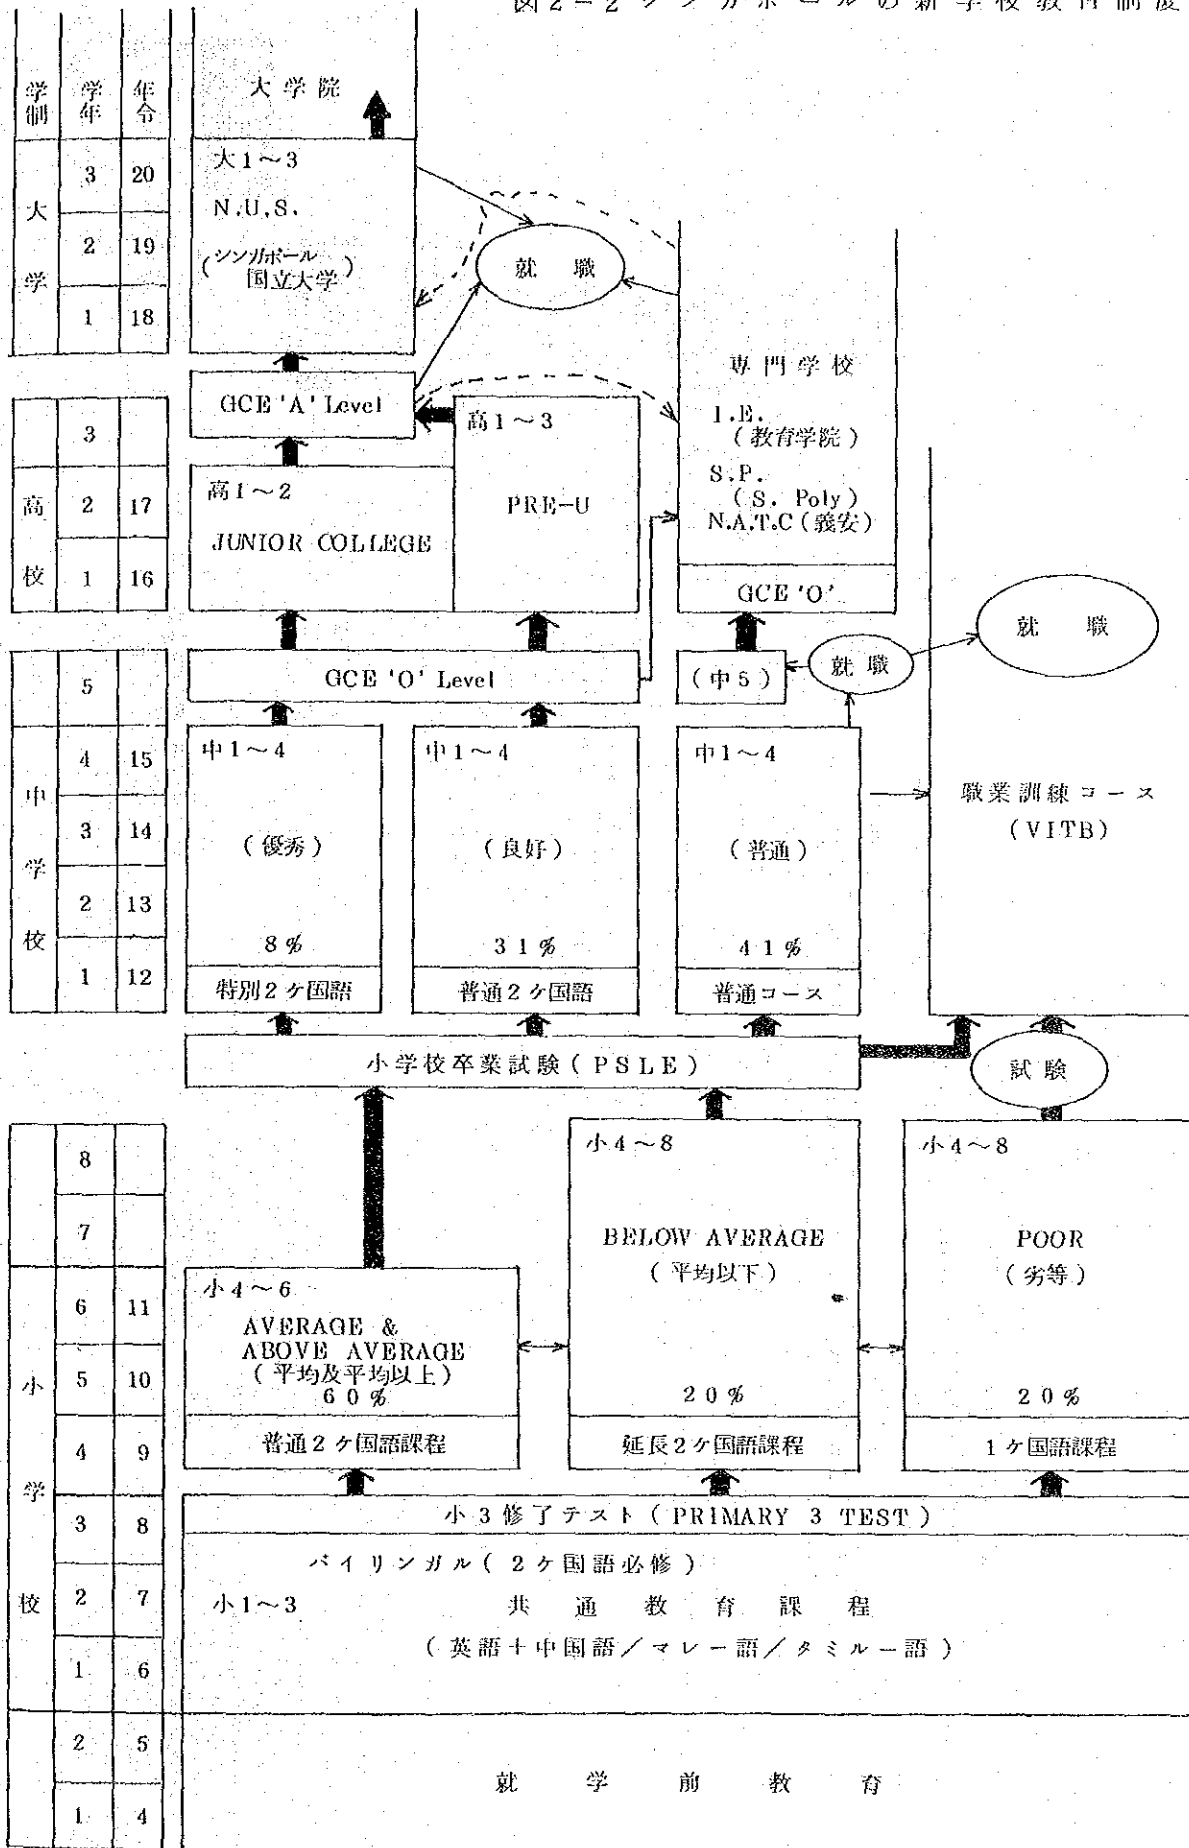 図2-2 シンガポールの新学校教育制度
学制
学年
年令
大学院
大学
3 20
2 19
1 18
大1～3
N.U.S.
(シンガポール
国立大学)
就職
専門学校
I.E.
(教育学院)
S.P.
(S. Poly)
N.A.T.C(義安)
GCE 'O'
GCE 'A' Level
高校
3
2 17
1 16
高1～2
JUNIOR COLLEGE
高1～3
PRE-U
就職
中学校
5
4 15
3 14
2 13
1 12
GCE 'O' Level
(中5)
就職
中1～4
(優秀)
8%
特別2ケ国語
中1～4
(良好)
31%
普通2ケ国語
中1～4
(普通)
41%
普通コース
職業訓練コース
(VITB)
小学校卒業試験(PSLE)
試験
小学校
8
7
6 11
5 10
4 9
3 8
2 7
1 6
小4～6
AVERAGE &
ABOVE AVERAGE
(平均及平均以上)
60%
普通2ケ国語課程
小4～8
BELOW AVERAGE
(平均以下)
20%
延長2ケ国語課程
小4～8
POOR
(劣等)
20%
1ケ国語課程
小3修了テスト(PRIMARY 3 TEST)
バイリンガル(2ケ国語必修)
小1～3 共通教育課程
(英語+中国語/マレー語/タミルー語)
2 5
1 4
就学前教育